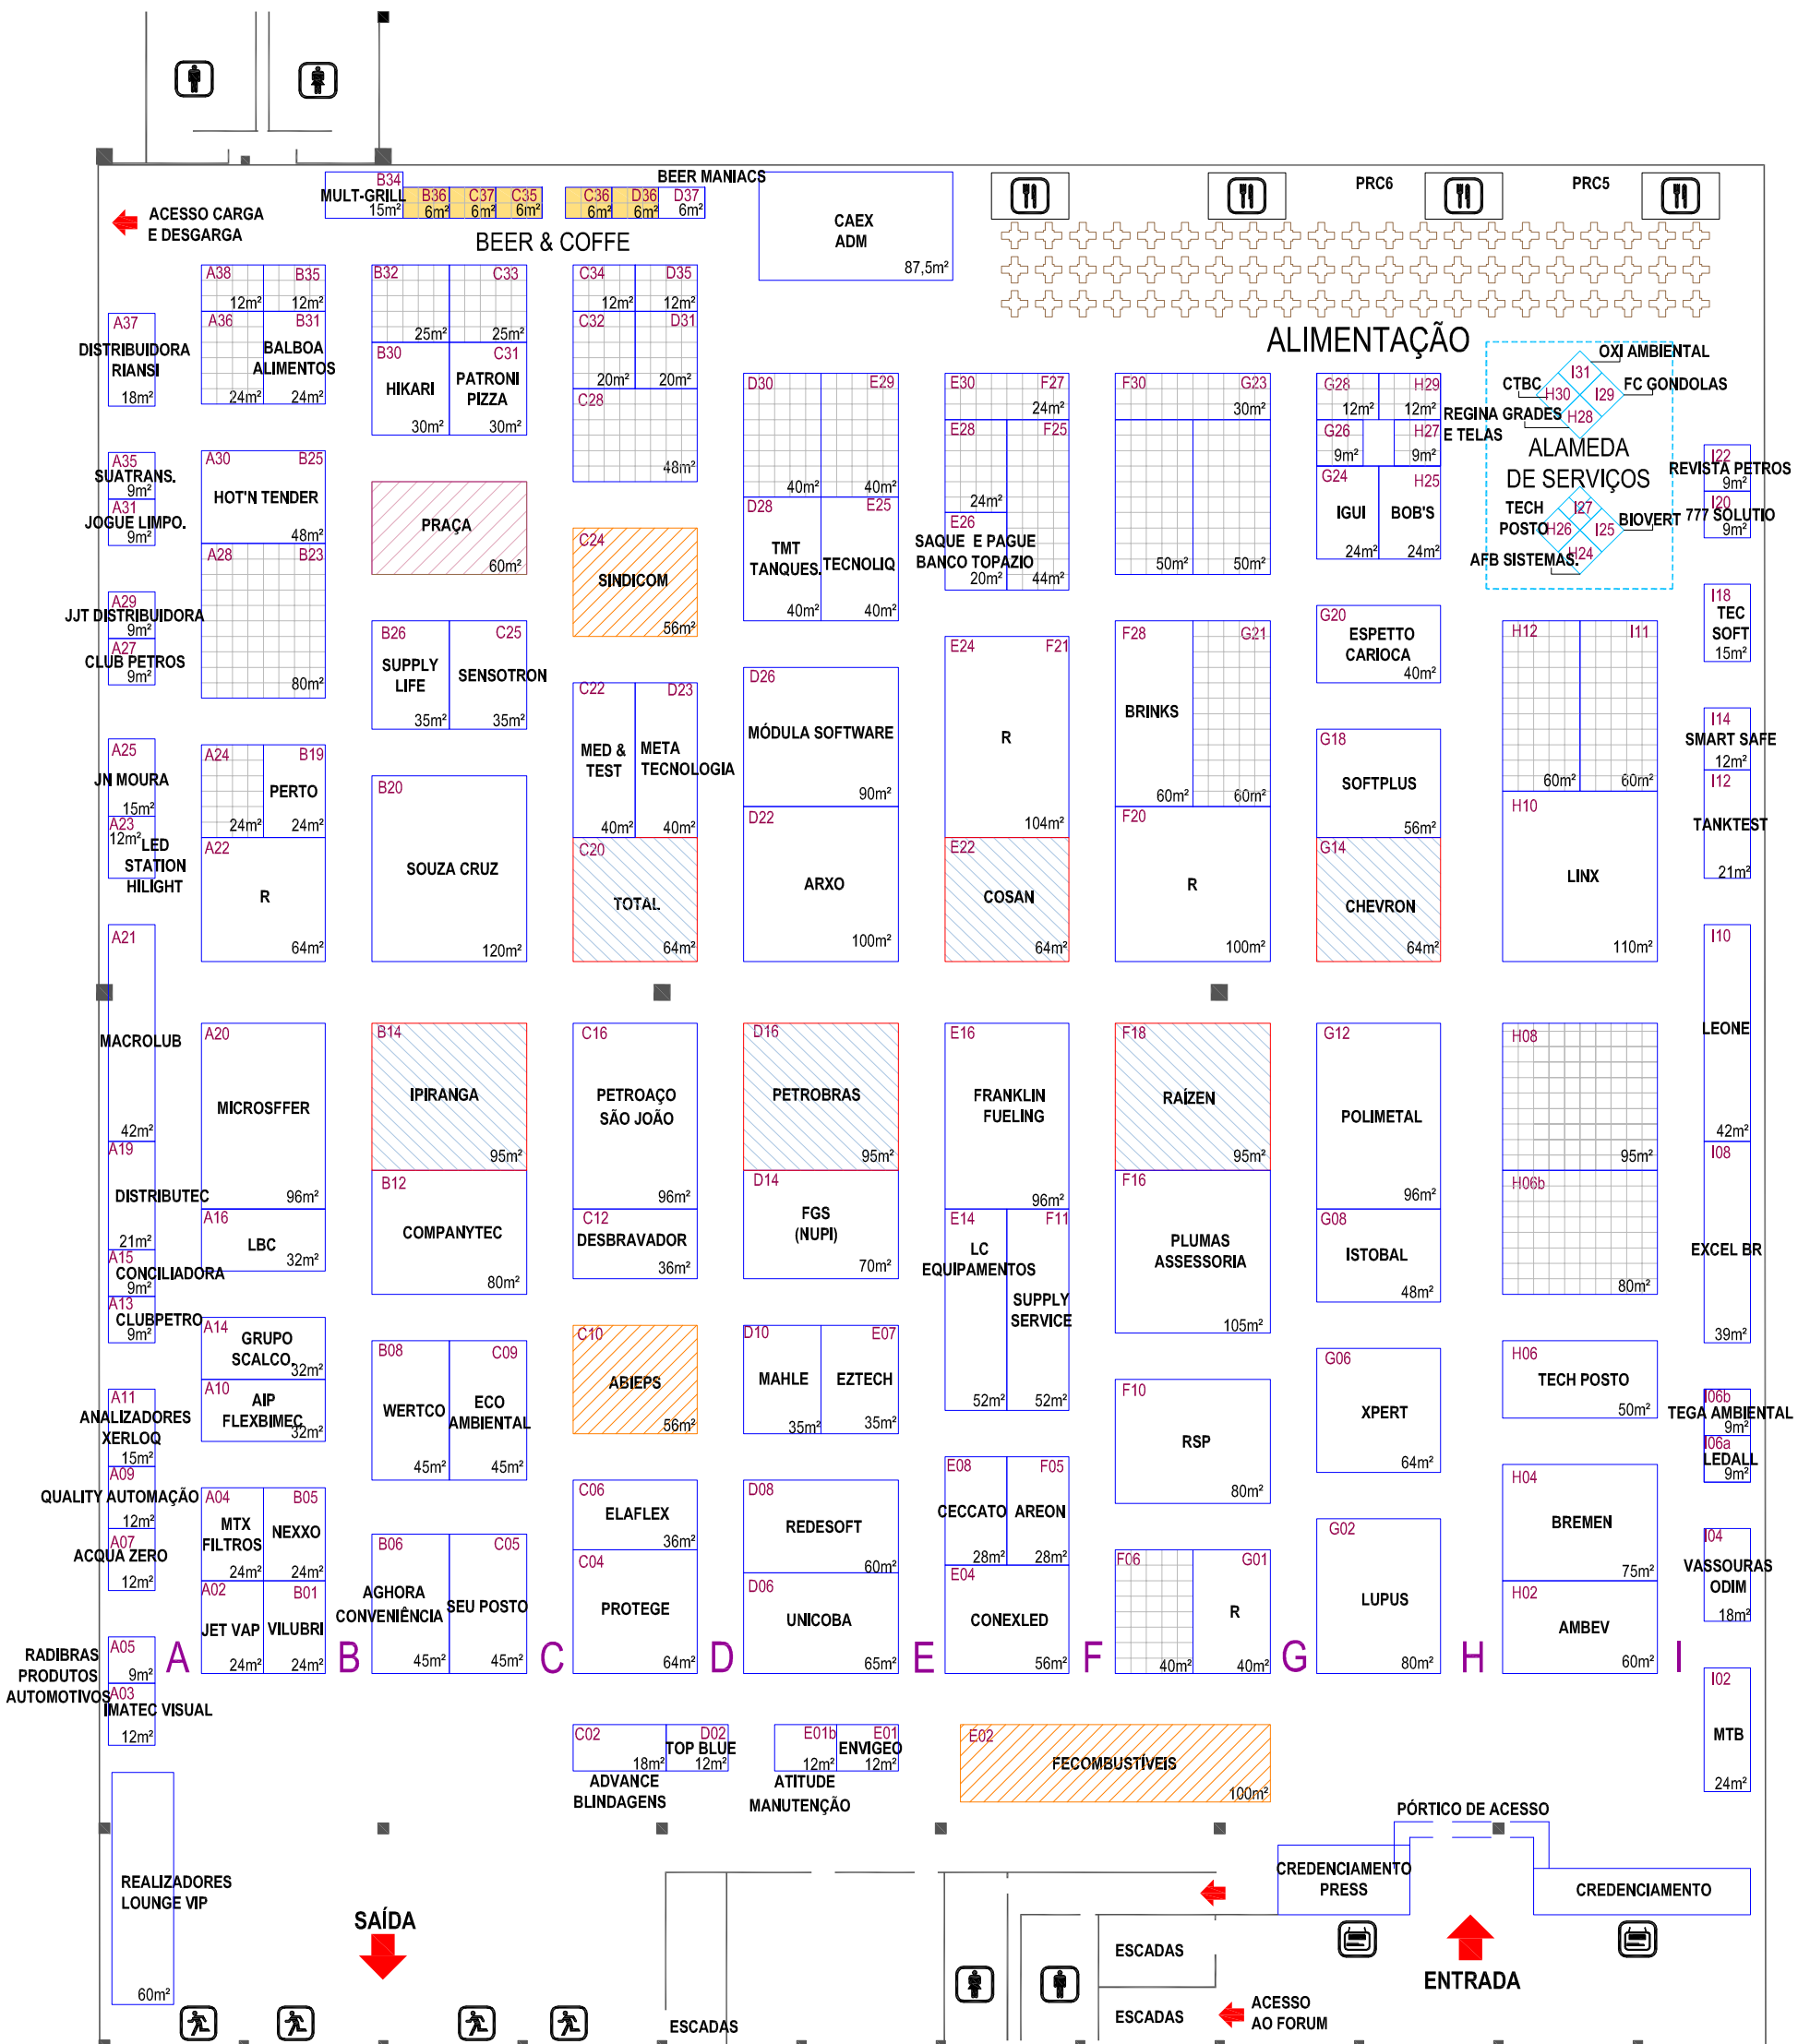 B34
MULT-GRILL
15m²
B36
6m²
C37
6m²
C35
6m²
C36
6m²
D36
6m²
BEER MANIACS
D37
6m²
CAEX
ADM
87,5m²
PRC6
PRC5
ACESSO CARGA
E DESGARGA
BEER & COFFE
ALIMENTAÇÃO
A38
12m²
B35
12m²
B32
25m²
C33
25m²
C34
12m²
D35
12m²
A37
DISTRIBUIDORA
RIANSI
18m²
A36
24m²
B31
BALBOA
ALIMENTOS
24m²
B30
HIKARI
30m²
C31
PATRONI
PIZZA
30m²
C32
20m²
D31
20m²
C28
48m²
D30
40m²
E29
40m²
E30
F27
24m²
F30
G23
30m²
G28
12m²
H29
12m²
OXI AMBIENTAL
I31
CTBC
H30
I29
FC GONDOLAS
REGINA GRADES
E TELAS
H28
ALAMEDA
DE SERVIÇOS
TECH
POSTO
I27
H26
I25
BIOVERT
H24
AFB SISTEMAS.
E28
24m²
F25
44m²
50m²
50m²
G26
9m²
H27
9m²
A35
SUATRANS.
9m²
A31
JOGUE LIMPO.
9m²
A30
B25
HOT'N TENDER
48m²
PRAÇA
60m²
D28
TMT
TANQUES.
40m²
E25
TECNOLIQ
40m²
E26
SAQUE E PAGUE
BANCO TOPAZIO
20m²
G24
IGUI
24m²
H25
BOB'S
24m²
I22
REVISTA PETROS
9m²
I20
777 SOLUTIO
9m²
A28
B23
80m²
C24
SINDICOM
56m²
A29
JJT DISTRIBUIDORA
9m²
A27
CLUB PETROS
9m²
B26
SUPPLY
LIFE
35m²
C25
SENSOTRON
35m²
E24
F21
R
104m²
F28
BRINKS
60m²
G21
60m²
G20
ESPETTO
CARIOCA
40m²
H12
60m²
I11
60m²
I18
TEC
SOFT
15m²
C22
MED &
TEST
40m²
D23
META
TECNOLOGIA
40m²
D26
MÓDULA SOFTWARE
90m²
G18
SOFTPLUS
56m²
I14
SMART SAFE
12m²
I12
TANKTEST
21m²
A25
JN MOURA
15m²
A23
12m²
LED
STATION
HILIGHT
A24
24m²
B19
PERTO
24m²
B20
SOUZA CRUZ
120m²
A22
R
64m²
C20
TOTAL
64m²
D22
ARXO
100m²
E22
COSAN
64m²
F20
R
100m²
G14
CHEVRON
64m²
H10
LINX
110m²
A21
MACROLUB
42m²
A20
MICROSFFER
96m²
B14
IPIRANGA
95m²
C16
PETROAÇO
SÃO JOÃO
96m²
D16
PETROBRAS
95m²
E16
FRANKLIN
FUELING
96m²
F18
RAÍZEN
95m²
G12
POLIMETAL
96m²
H08
95m²
I10
LEONE
42m²
A19
DISTRIBUTEC
21m²
A16
LBC
32m²
B12
COMPANYTEC
80m²
C12
DESBRAVADOR
36m²
D14
FGS
(NUPI)
70m²
E14
LC
EQUIPAMENTOS
52m²
F11
SUPPLY
SERVICE
52m²
F16
PLUMAS
ASSESSORIA
105m²
G08
ISTOBAL
48m²
H06b
80m²
I08
EXCEL BR
39m²
A15
CONCILIADORA
9m²
A13
CLUBPETRO
9m²
A14
GRUPO
SCALCO.
32m²
A10
AIP
FLEXBIMEC
32m²
B08
WERTCO
45m²
C09
ECO
AMBIENTAL
45m²
C10
ABIEPS
56m²
D10
MAHLE
35m²
E07
EZTECH
35m²
F10
RSP
80m²
G06
XPERT
64m²
H06
TECH POSTO
50m²
I06b
TEGA AMBIENTAL
9m²
I06a
LEDALL
9m²
A11
ANALIZADORES
XERLOQ
15m²
A09
QUALITY AUTOMAÇÃO
12m²
A07
ACQUA ZERO
12m²
A04
MTX
FILTROS
24m²
B05
NEXXO
24m²
C06
ELAFLEX
36m²
D08
REDESOFT
60m²
E08
CECCATO
28m²
F05
AREON
28m²
H04
BREMEN
75m²
A02
JET VAP
24m²
B01
VILUBRI
24m²
B06
AGHORA
CONVENIÊNCIA
45m²
C05
SEU POSTO
45m²
C04
PROTEGE
64m²
D06
UNICOBA
65m²
E04
CONEXLED
56m²
F06
40m²
G01
R
40m²
G02
LUPUS
80m²
H02
AMBEV
60m²
I04
VASSOURAS
ODIM
18m²
A B C D E F G H I
A05
RADIBRAS
PRODUTOS
AUTOMOTIVOS
9m²
A03
IMATEC VISUAL
12m²
C02
18m²
ADVANCE
BLINDAGENS
D02
TOP BLUE
12m²
E01b
12m²
ATITUDE
MANUTENÇÃO
E01
ENVIGEO
12m²
E02
FECOMBUSTÍVEIS
100m²
I02
MTB
24m²
REALIZADORES
LOUNGE VIP
60m²
SAÍDA
PÓRTICO DE ACESSO
CREDENCIAMENTO
PRESS
CREDENCIAMENTO
ENTRADA
ESCADAS
ESCADAS
ESCADAS
ACESSO
AO FORUM